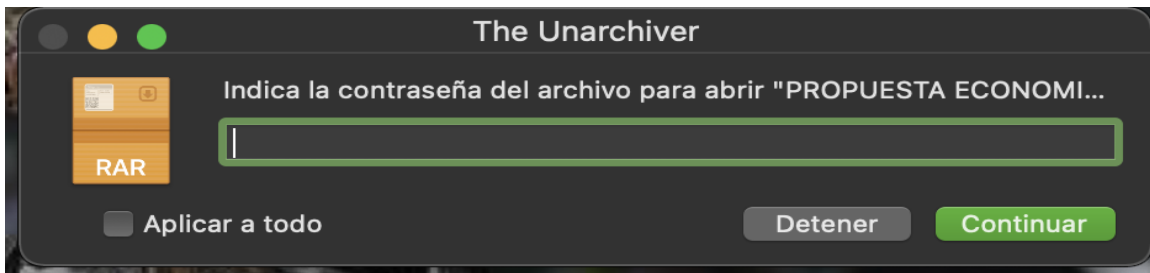 The Unarchiver
Indica la contraseña del archivo para abrir "PROPUESTA ECONOMI...
RAR
Aplicar a todo
Detener
Continuar